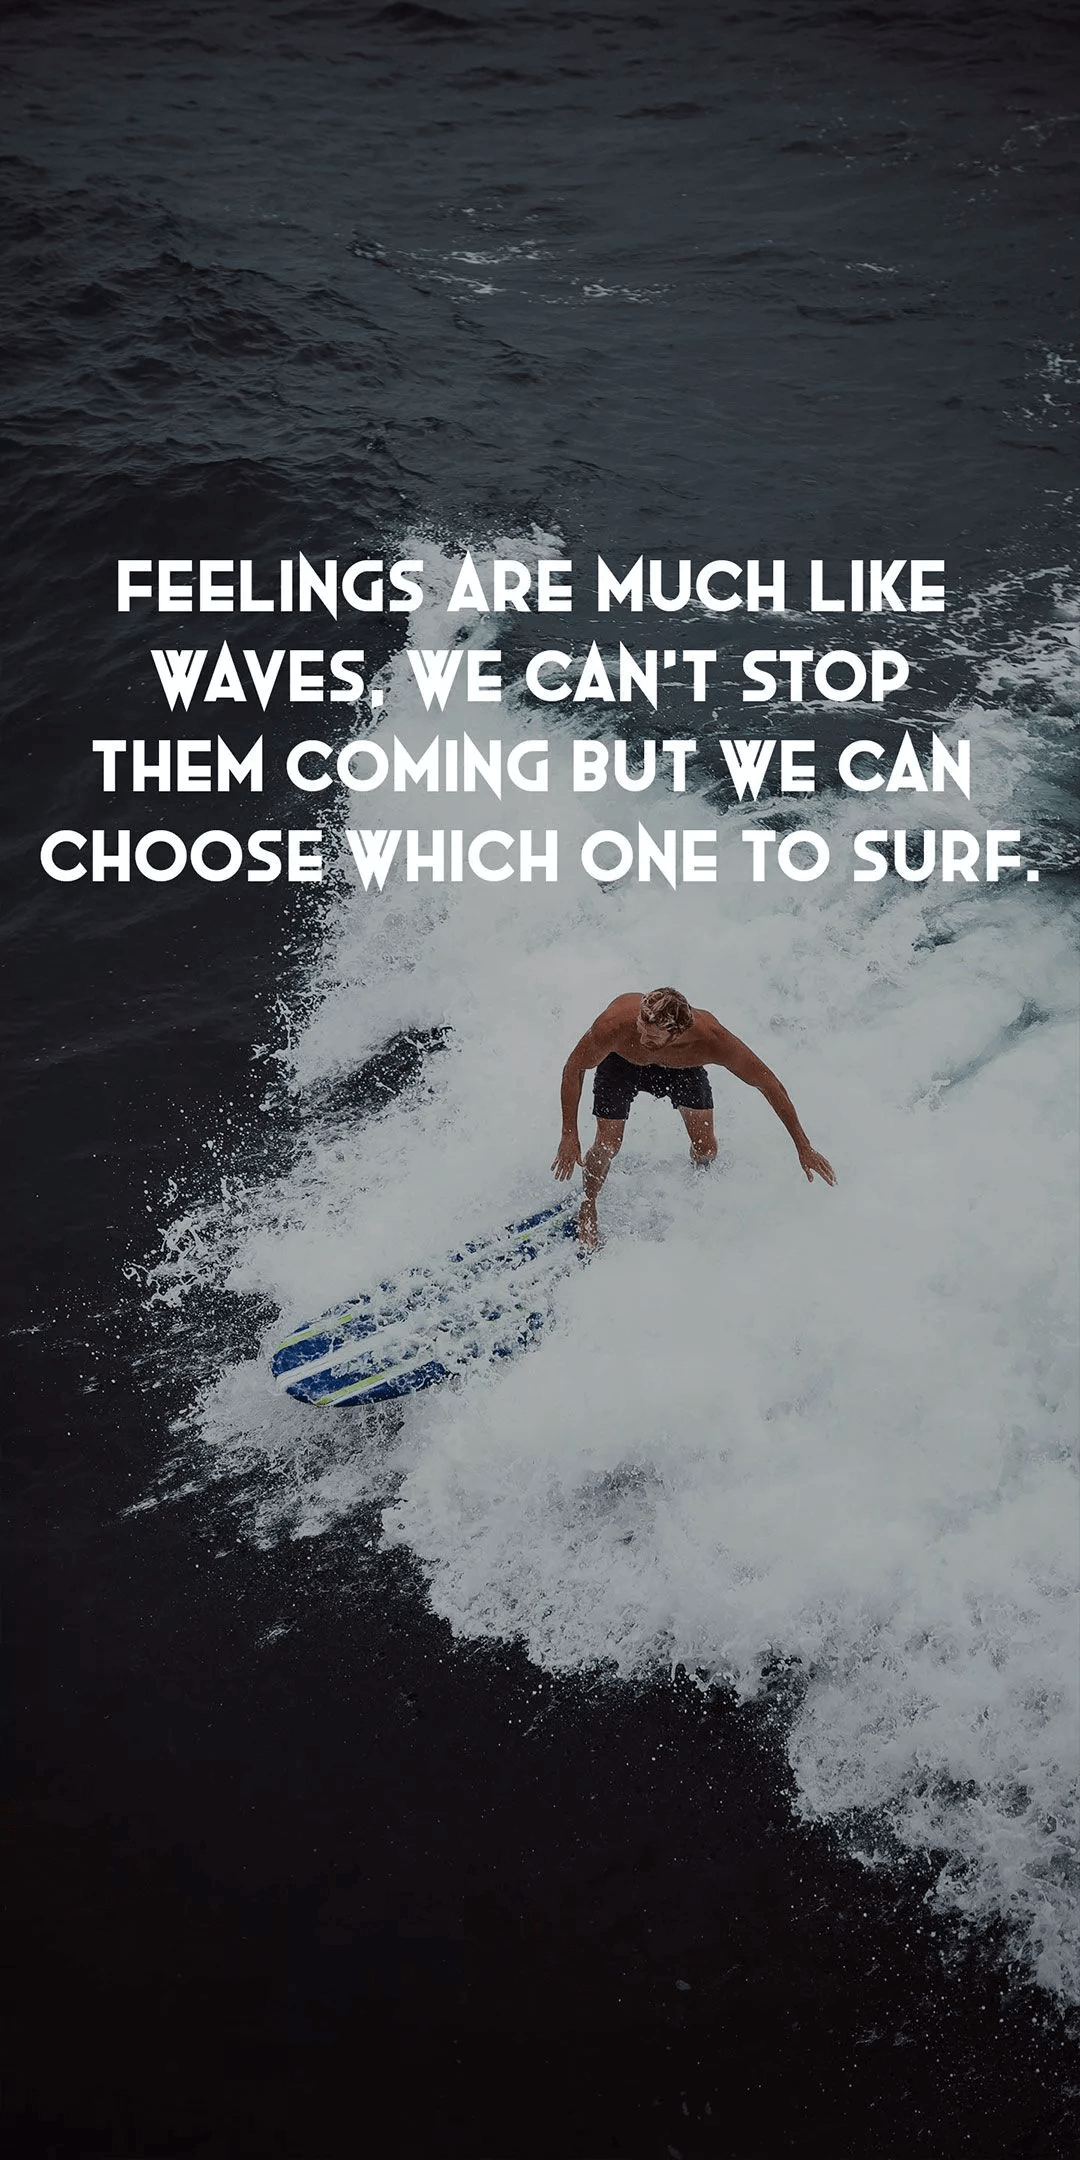 FEELINGS ARE MUCH LIKE
WAVES, WE CAN'T STOP
THEM COMING BUT WE CAN
CHOOSE WHICH ONE TO SURF.